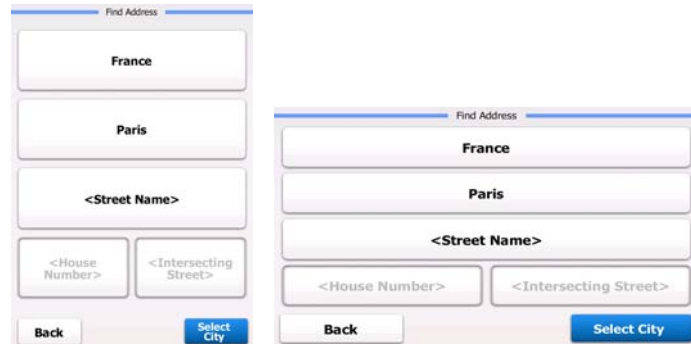 Find Address
France
Paris
<Street Name>
<House
Number>
<Intersecting
Street>
Back
Select
City
Find Address
France
Paris
<Street Name>
<House Number>
<Intersecting Street>
Back
Select City